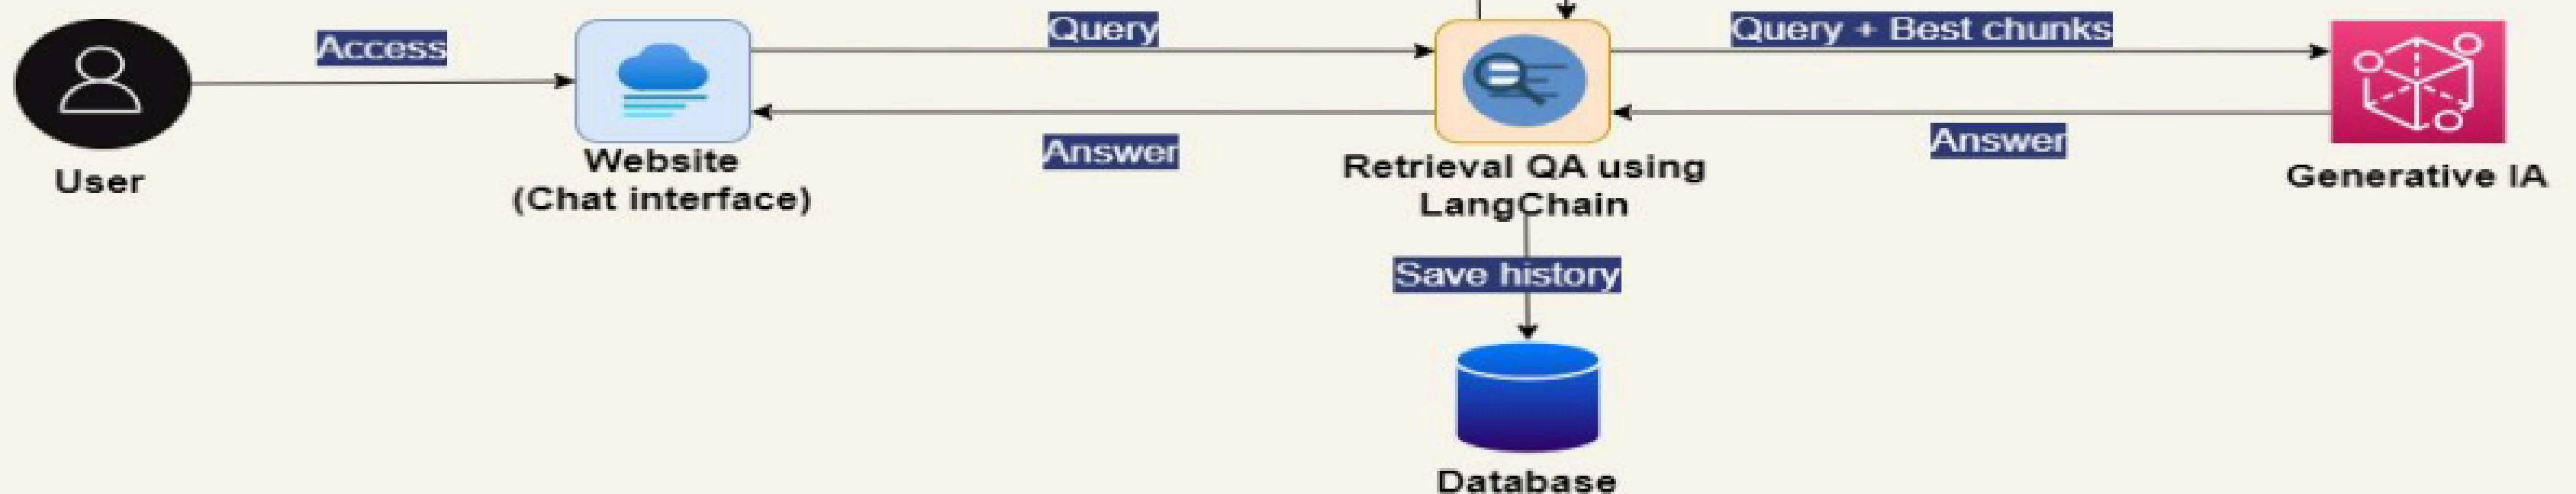 Access
Query
Query + Best chunks
Answer
Answer
User
Website
(Chat interface)
Retrieval QA using
LangChain
Generative IA
Save history
Database